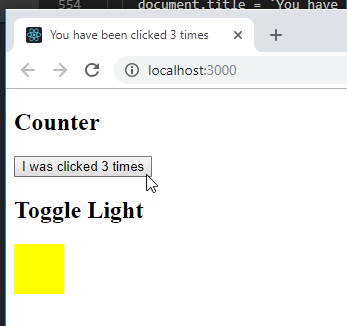 554 document.title = `You have
You have been clicked 3 times
localhost:3000
Counter
I was clicked 3 times
Toggle Light